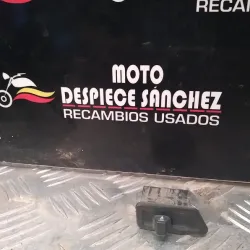 RECAM
MOTO
DESPIECE SÁNCHEZ
RECAMBIOS USADOS